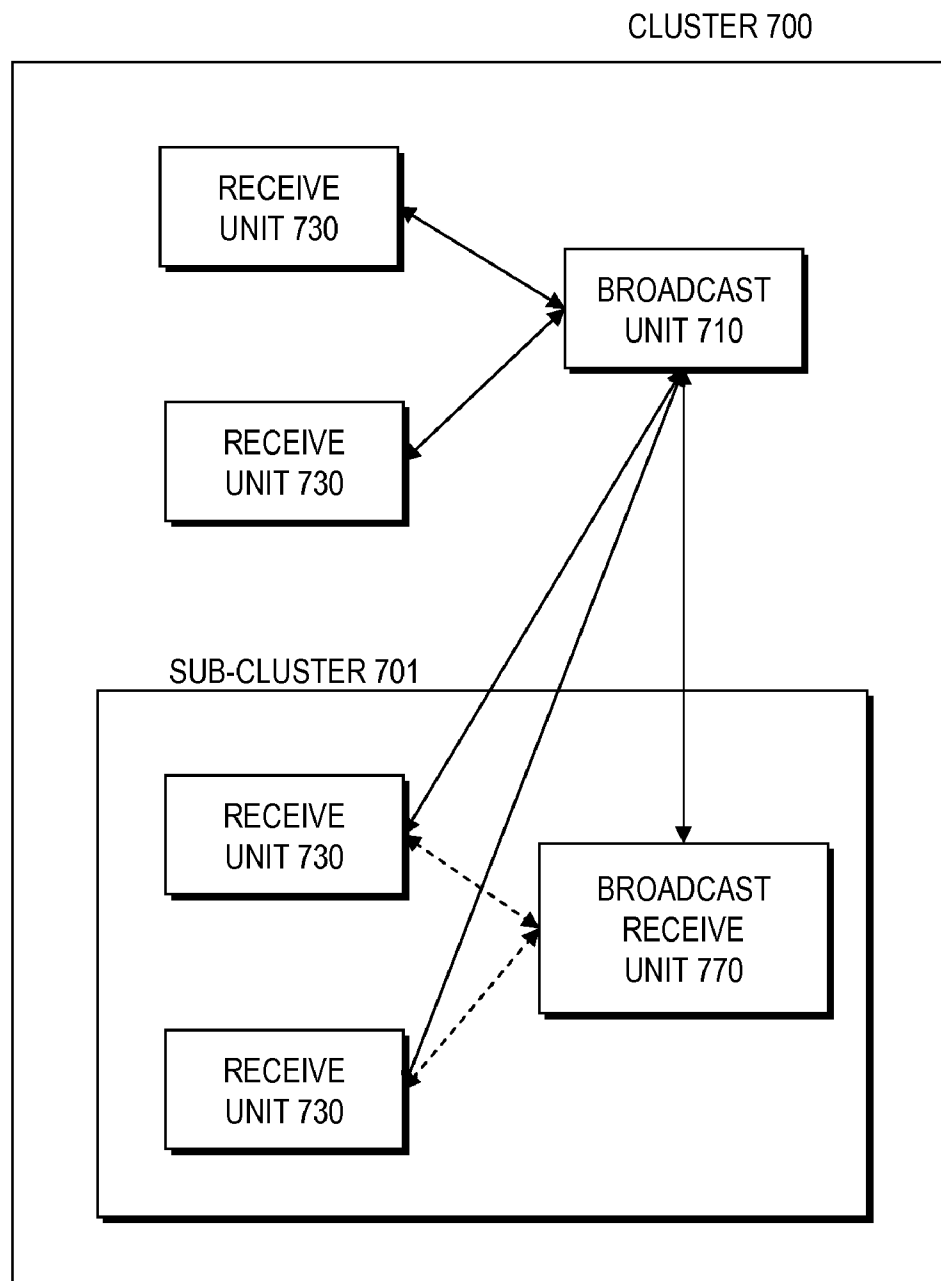 CLUSTER 700
RECEIVE
UNIT 730
BROADCAST
UNIT 710
RECEIVE
UNIT 730
SUB-CLUSTER 701
RECEIVE
UNIT 730
BROADCAST
RECEIVE
UNIT 770
RECEIVE
UNIT 730